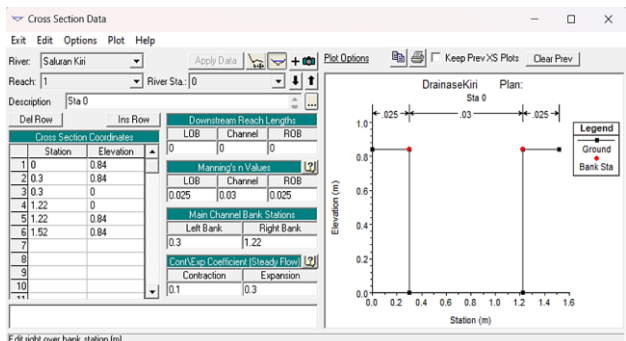 Cross Section Data
Exit Edit Options Plot Help
River: Saluran Kiri Apply Data Plot Options Keep Prev XS Plots Clear Prev
Reach: 1 River Sta.: 0
Description Sta 0 ...
Del Row Ins Row
Cross Section Coordinates
Station Elevation
1 0 0.84
2 0.3 0.84
3 0.3 0
4 1.22 0
5 1.22 0.84
6 1.52 0.84
7
8
9
10
11
Downstream Reach Lengths
LOB Channel ROB
0 0 0
Manning's n Values ?
LOB Channel ROB
0.025 0.03 0.025
Main Channel Bank Stations
Left Bank Right Bank
0.3 1.22
Cont\Exp Coefficient (Steady Flow) ?
Contraction Expansion
0.1 0.3
Edit right over bank station (m)
DrainaseKiri Plan:
Sta 0
.025 .03 .025
Legend
Ground
Bank Sta
Elevation (m)
1.0
0.8
0.6
0.4
0.2
0.0
0.0 0.2 0.4 0.6 0.8 1.0 1.2 1.4 1.6
Station (m)